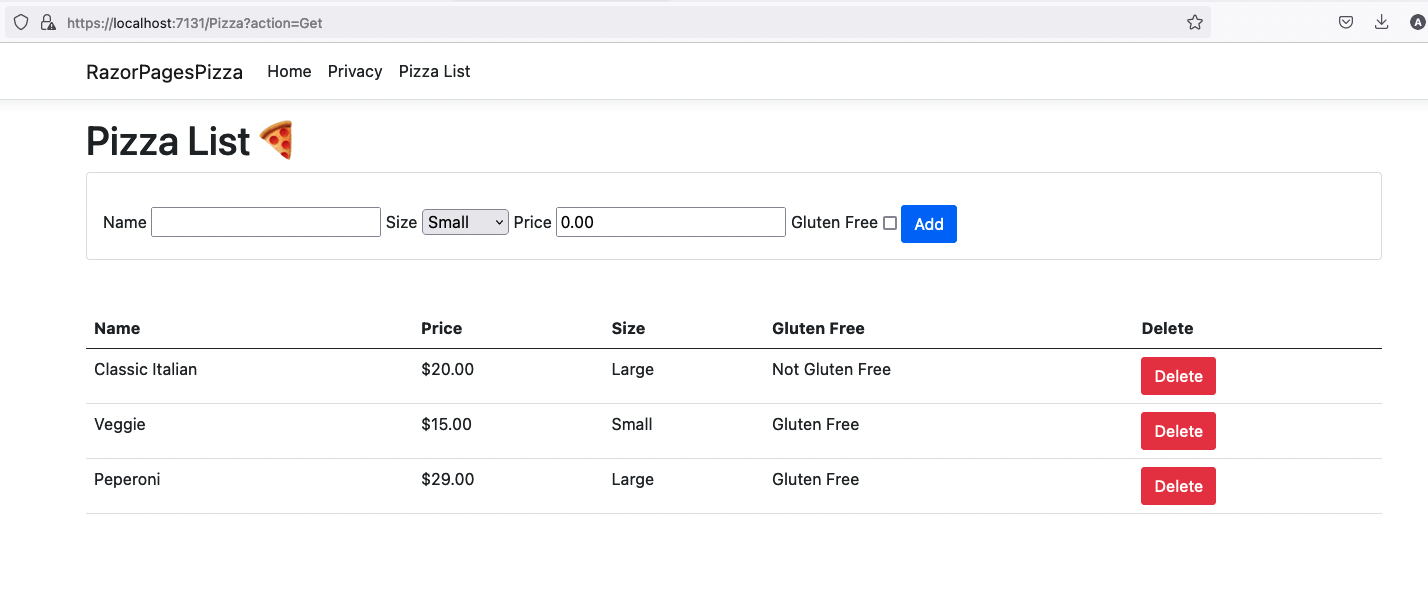 https://localhost:7131/Pizza?action=Get
A
RazorPagesPizza Home Privacy Pizza List
Pizza List 🍕
Name Size Small Price 0.00 Gluten Free Add
Name Price Size Gluten Free Delete
Classic Italian $20.00 Large Not Gluten Free Delete
Veggie $15.00 Small Gluten Free Delete
Peperoni $29.00 Large Gluten Free Delete